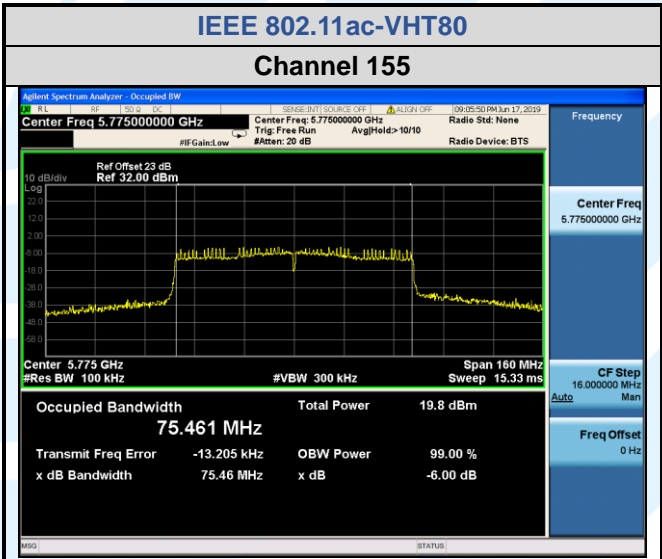 IEEE 802.11ac-VHT80
Channel 155
Agilent Spectrum Analyzer - Occupied BW
RL RF 50 Ω DC SENSE:INT SOURCE OFF ALIGN OFF 09:05:50 PM Jun 17, 2019
Center Freq 5.775000000 GHz Center Freq: 5.775000000 GHz Radio Std: None Frequency
Trig: Free Run Avg|Hold:> 10/10
#IFGain:Low #Atten: 20 dB Radio Device: BTS
Ref Offset 23 dB
10 dB/div Ref 32.00 dBm
Log
22.0
12.0
2.00
-8.00
-18.0
-28.0
-38.0
-48.0
-58.0
Center Freq
5.775000000 GHz
Center 5.775 GHz Span 160 MHz
#Res BW 100 kHz #VBW 300 kHz Sweep 15.33 ms
CF Step
16.000000 MHz
Auto Man
Occupied Bandwidth Total Power 19.8 dBm
75.461 MHz
Transmit Freq Error -13.205 kHz OBW Power 99.00 %
x dB Bandwidth 75.46 MHz x dB -6.00 dB
Freq Offset
0 Hz
MSG STATUS